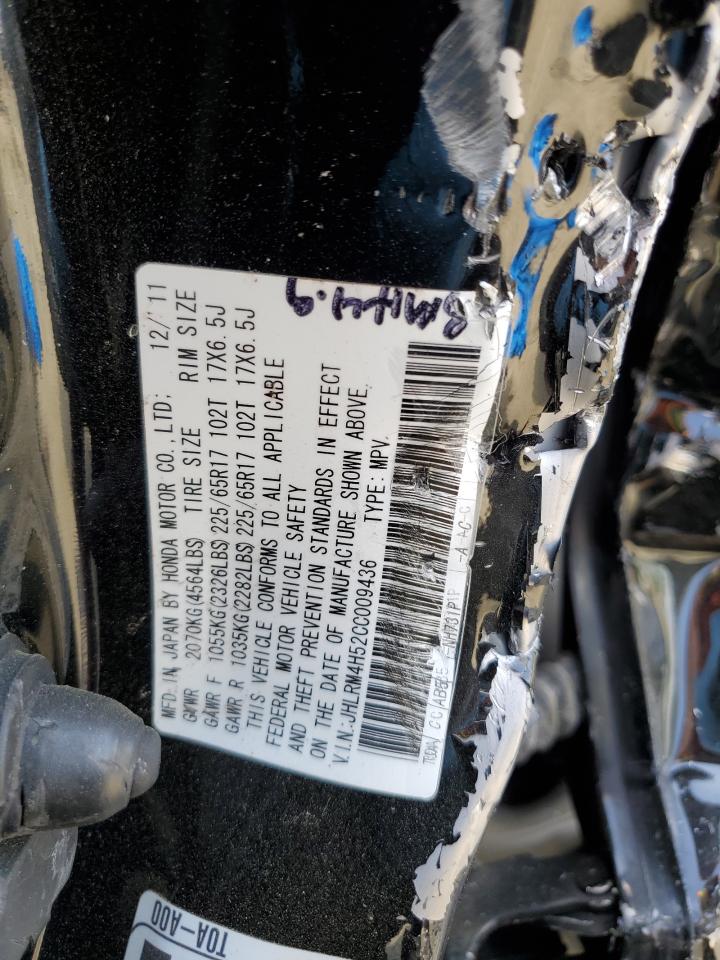 MFD. IN JAPAN BY HONDA MOTOR CO., LTD; 12/ 11
GVWR 2070KG(4564LBS) TIRE SIZE RIM SIZE
GAWR F 1055KG(2326LBS) 225/65R17 102T 17X6. 5J
GAWR R 1035KG(2282LBS) 225/65R17 102T 17X6. 5J
THIS VEHICLE CONFORMS TO ALL APPLICABLE
FEDERAL MOTOR VEHICLE SAFETY
AND THEFT PREVENTION STANDARDS IN EFFECT
ON THE DATE OF MANUFACTURE SHOWN ABOVE.
V.I.N.:JHLRM4H52CC009436 TYPE: MPV.
T0A-A00